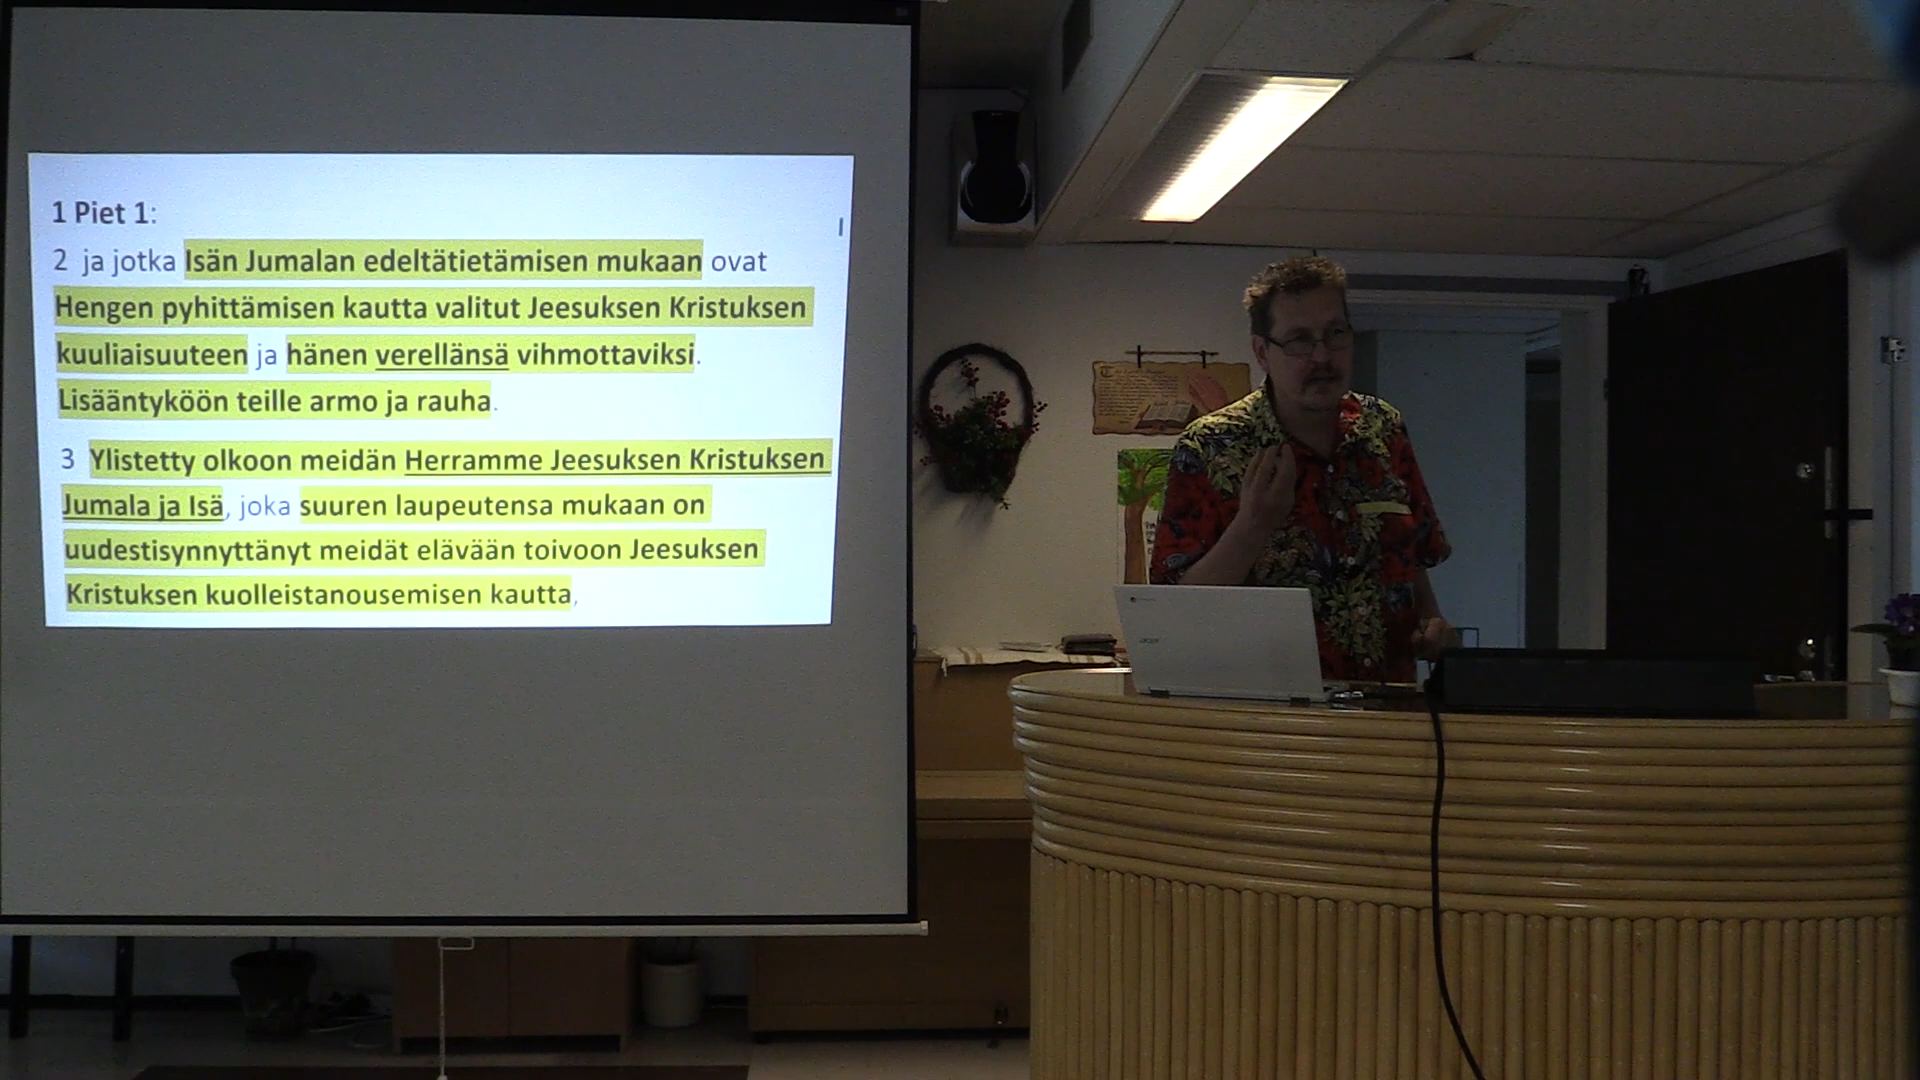 1 Piet 1:
2 ja jotka Isän Jumalan edeltätietämisen mukaan ovat
Hengen pyhittämisen kautta valitut Jeesuksen Kristuksen
kuuliaisuuteen ja hänen verellänsä vihmottaviksi.
Lisääntyköön teille armo ja rauha.
3 Ylistetty olkoon meidän Herramme Jeesuksen Kristuksen
Jumala ja Isä, joka suuren laupeutensa mukaan on
uudestisynnyttänyt meidät elävään toivoon Jeesuksen
Kristuksen kuolleistanousemisen kautta,
acer